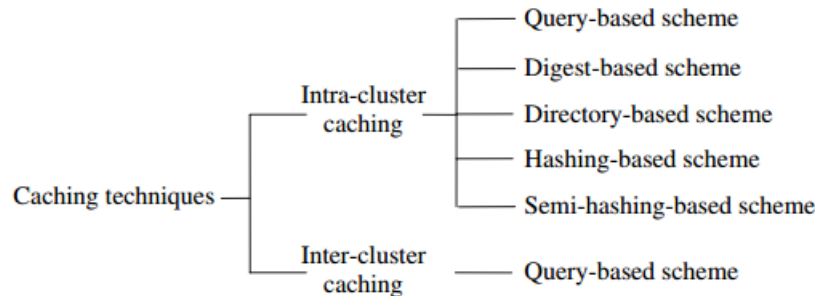 Query-based scheme
Digest-based scheme
Intra-cluster
caching
Directory-based scheme
Hashing-based scheme
Caching techniques
Semi-hashing-based scheme
Inter-cluster
caching
Query-based scheme